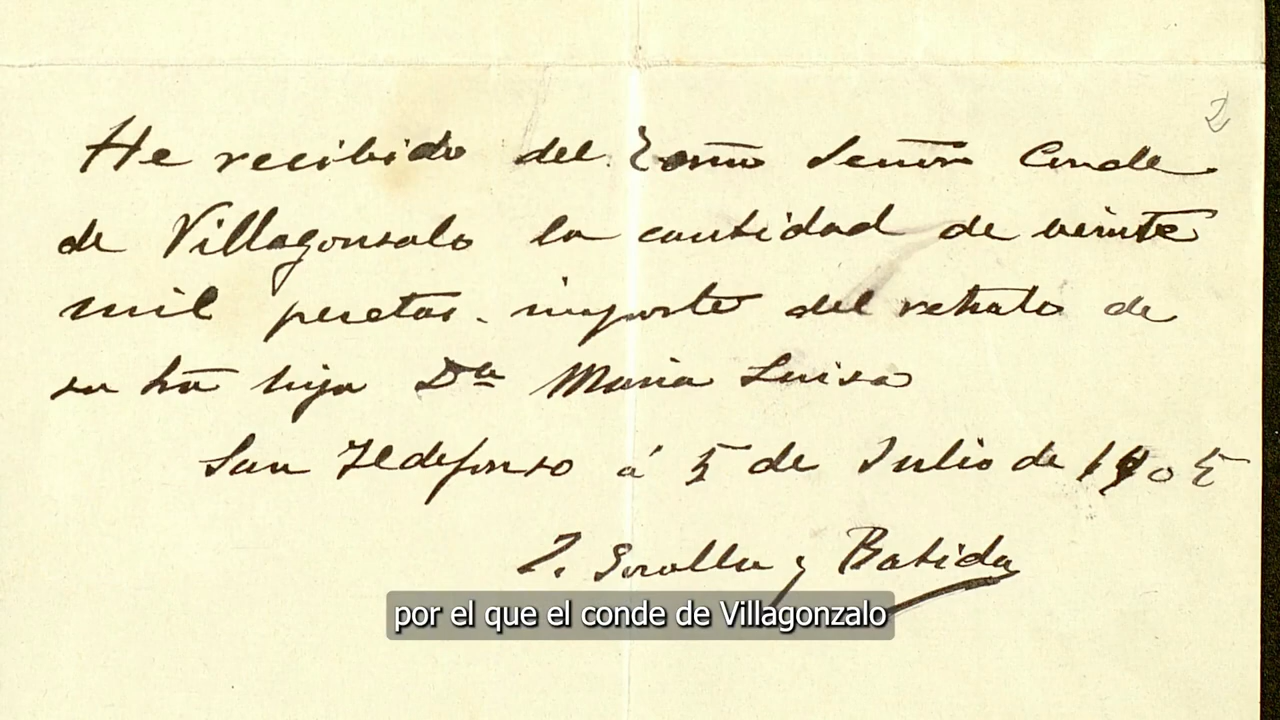 2
He recibido del Exmo Señor Conde
de Villagonsalo la cantidad de veinte
mil pesetas. importe del retrato de
su hija Dª Maria Luisa
San Ildefonso á 5 de Julio de 1905
J. Sorolla y Bastida
por el que el conde de Villagonzalo